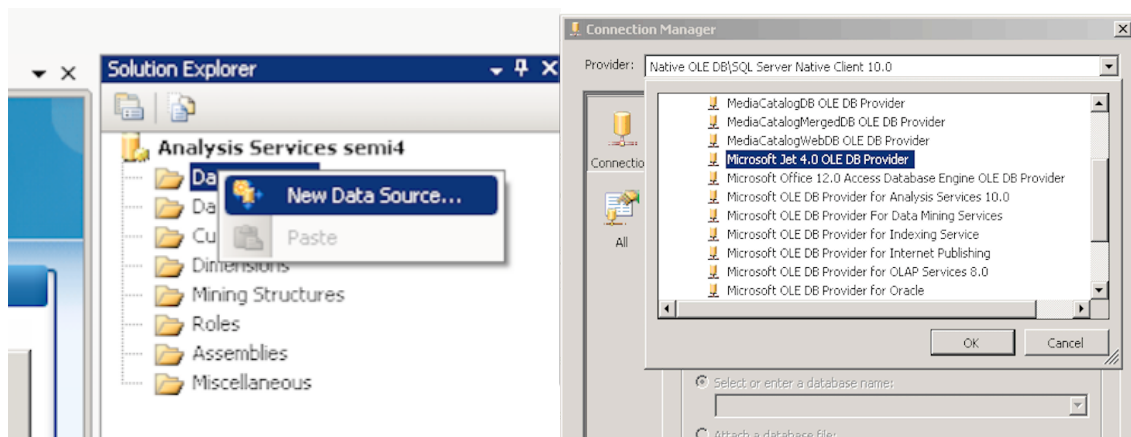 Solution Explorer
Analysis Services semi4
Da
New Data Source...
Da
Cu
Paste
Dimensions
Mining Structures
Roles
Assemblies
Miscellaneous
Connection Manager
Provider: Native OLE DB\SQL Server Native Client 10.0
MediaCatalogDB OLE DB Provider
MediaCatalogMergedDB OLE DB Provider
MediaCatalogWebDB OLE DB Provider
Microsoft Jet 4.0 OLE DB Provider
Microsoft Office 12.0 Access Database Engine OLE DB Provider
Microsoft OLE DB Provider for Analysis Services 10.0
Microsoft OLE DB Provider For Data Mining Services
Microsoft OLE DB Provider for Indexing Service
Microsoft OLE DB Provider for Internet Publishing
Microsoft OLE DB Provider for OLAP Services 8.0
Microsoft OLE DB Provider for Oracle
Connectio
All
OK Cancel
Select or enter a database name:
Attach a database file: